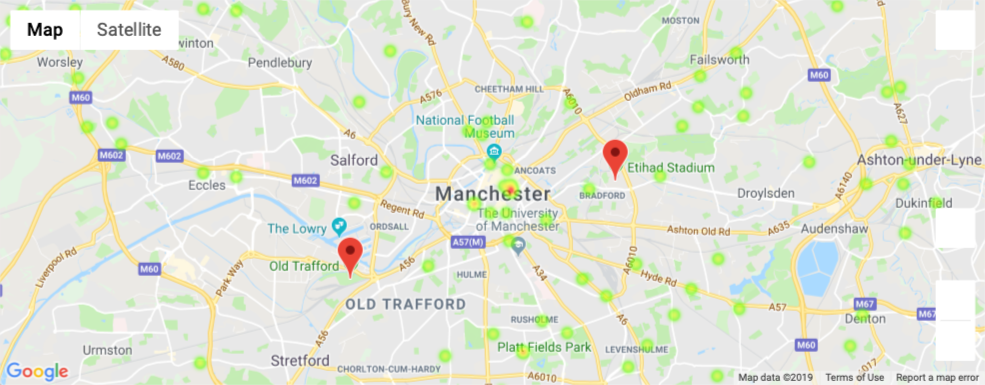 Map
Satellite
Bury New Rd
MOSTON
Swinton
Worsley
Pendlebury
A580
Failsworth
M60
M60
A576
CHEETHAM HILL
A6010
Oldham Rd
A627
National Football
Museum
A6
M602
M602
Salford
ANCOATS
Etihad Stadium
Ashton-under-Lyne
Eccles
M602
Manchester
BRADFORD
Droylsden
A6140
Dukinfield
Regent Rd
The University
of Manchester
The Lowry
ORDSALL
A57(M)
Ashton Old Rd
A635
Audenshaw
Liverpool Rd
M60
Park Way
Old Trafford
A56
HULME
A34
A6010
Hyde Rd
OLD TRAFFORD
A57
M67
M67
Denton
RUSHOLME
A6
A56
Urmston
Stretford
Platt Fields Park
LEVENSHULME
M60
CHORLTON-CUM-HARDY
A6010
A017
Google
Map data ©2019
Terms of Use
Report a map error